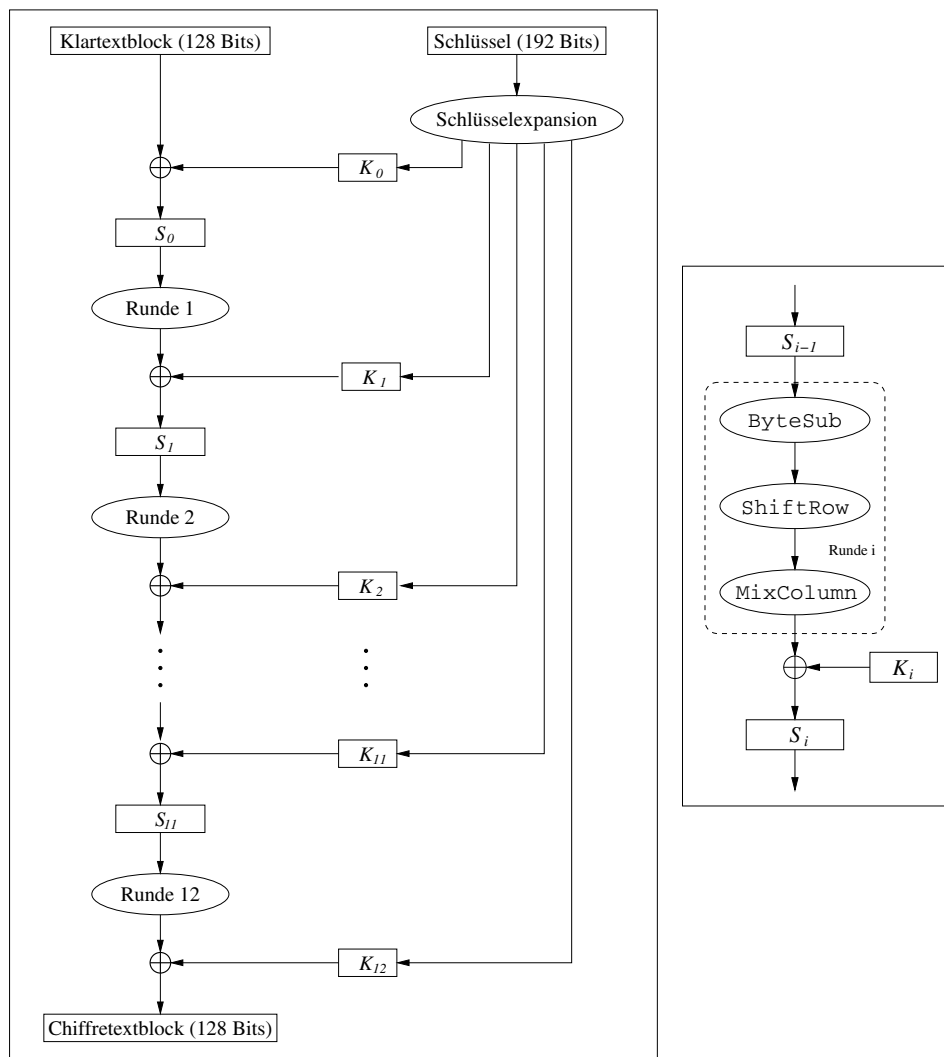 Klartextblock (128 Bits)
Schlüssel (192 Bits)
Schlüsselexpansion
K₀
S₀
Runde 1
K₁
S₁
Runde 2
K₂
K₁₁
S₁₁
Runde 12
K₁₂
Chiffretextblock (128 Bits)
Sᵢ₋₁
ByteSub
ShiftRow
Runde i
MixColumn
Kᵢ
Sᵢ